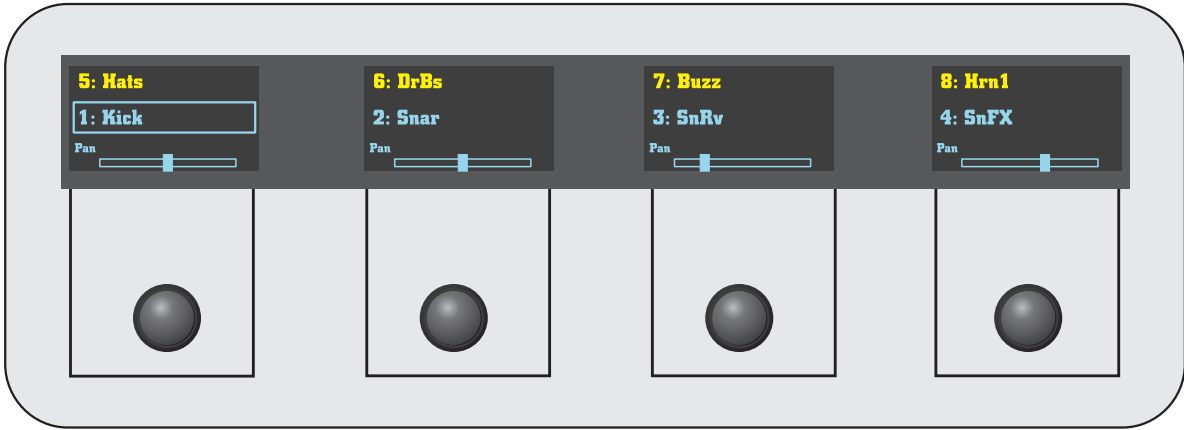 5: Hats
1: Kick
Pan
6: DrBs
2: Snar
Pan
7: Buzz
3: SnRv
Pan
8: Hrn1
4: SnFX
Pan